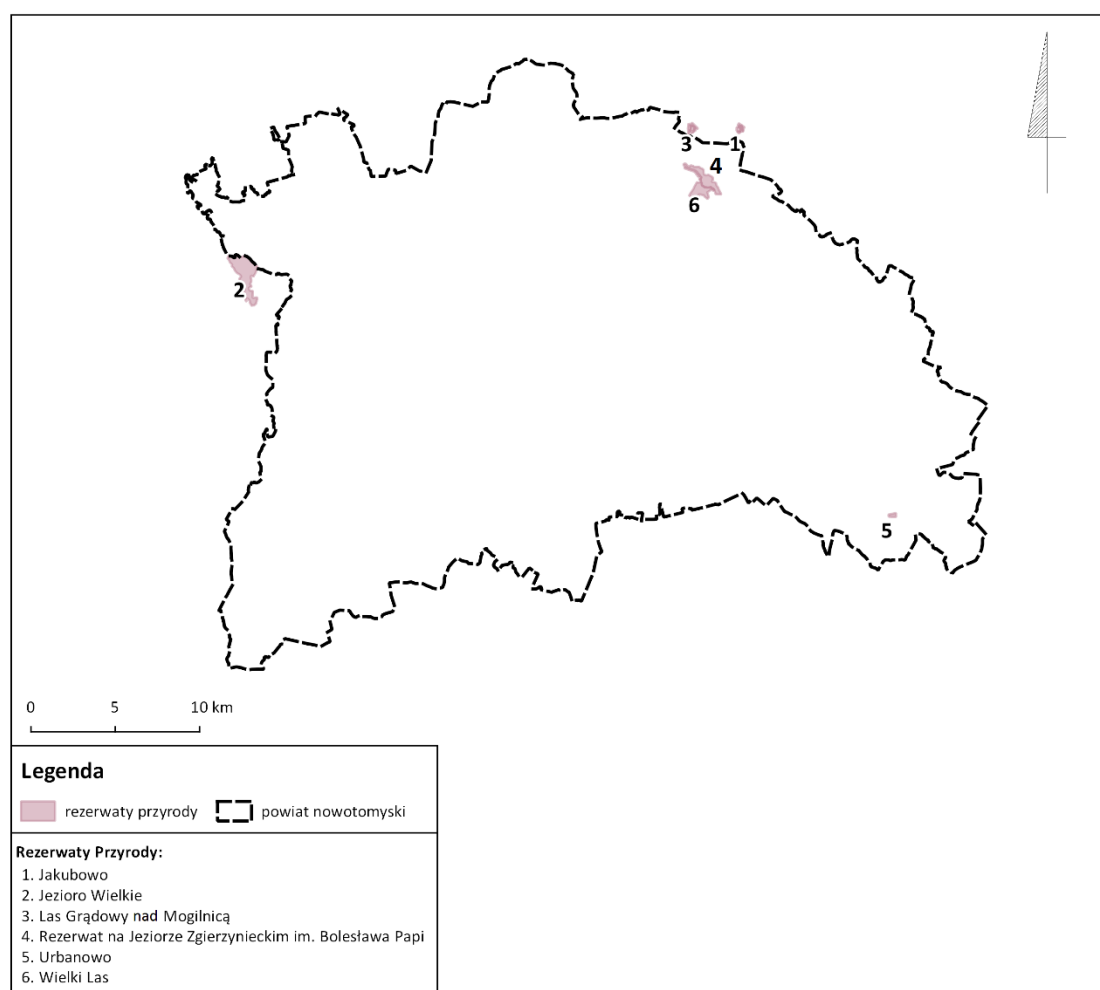 3
1
4
6
2
5
0 5 10 km
Legenda
rezerwaty przyrody powiat nowotomyski
Rezerwaty Przyrody:
1. Jakubowo
2. Jezioro Wielkie
3. Las Grądowy nad Mogilnicą
4. Rezerwat na Jeziorze Zgierzynieckim im. Bolesława Papi
5. Urbanowo
6. Wielki Las